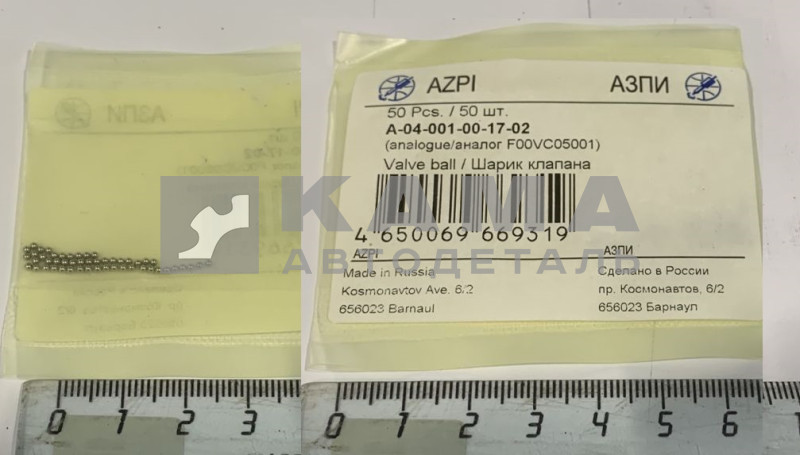 АЗПИ
AZPI АЗПИ
50 Pcs. / 50 шт.
A-04-001-00-17-02
(analogue/аналог F00VC05001)
Valve ball / Шарик клапана
КАМА
АВТОДЕТАЛЬ
4 650069 669319
AZPI АЗПИ
Made in Russia Сделано в России
Kosmonavtov Ave. 6/2 пр. Космонавтов, 6/2
656023 Barnaul 656023 Барнаул
0 1 2 3 0 1 2 3 4 5 6